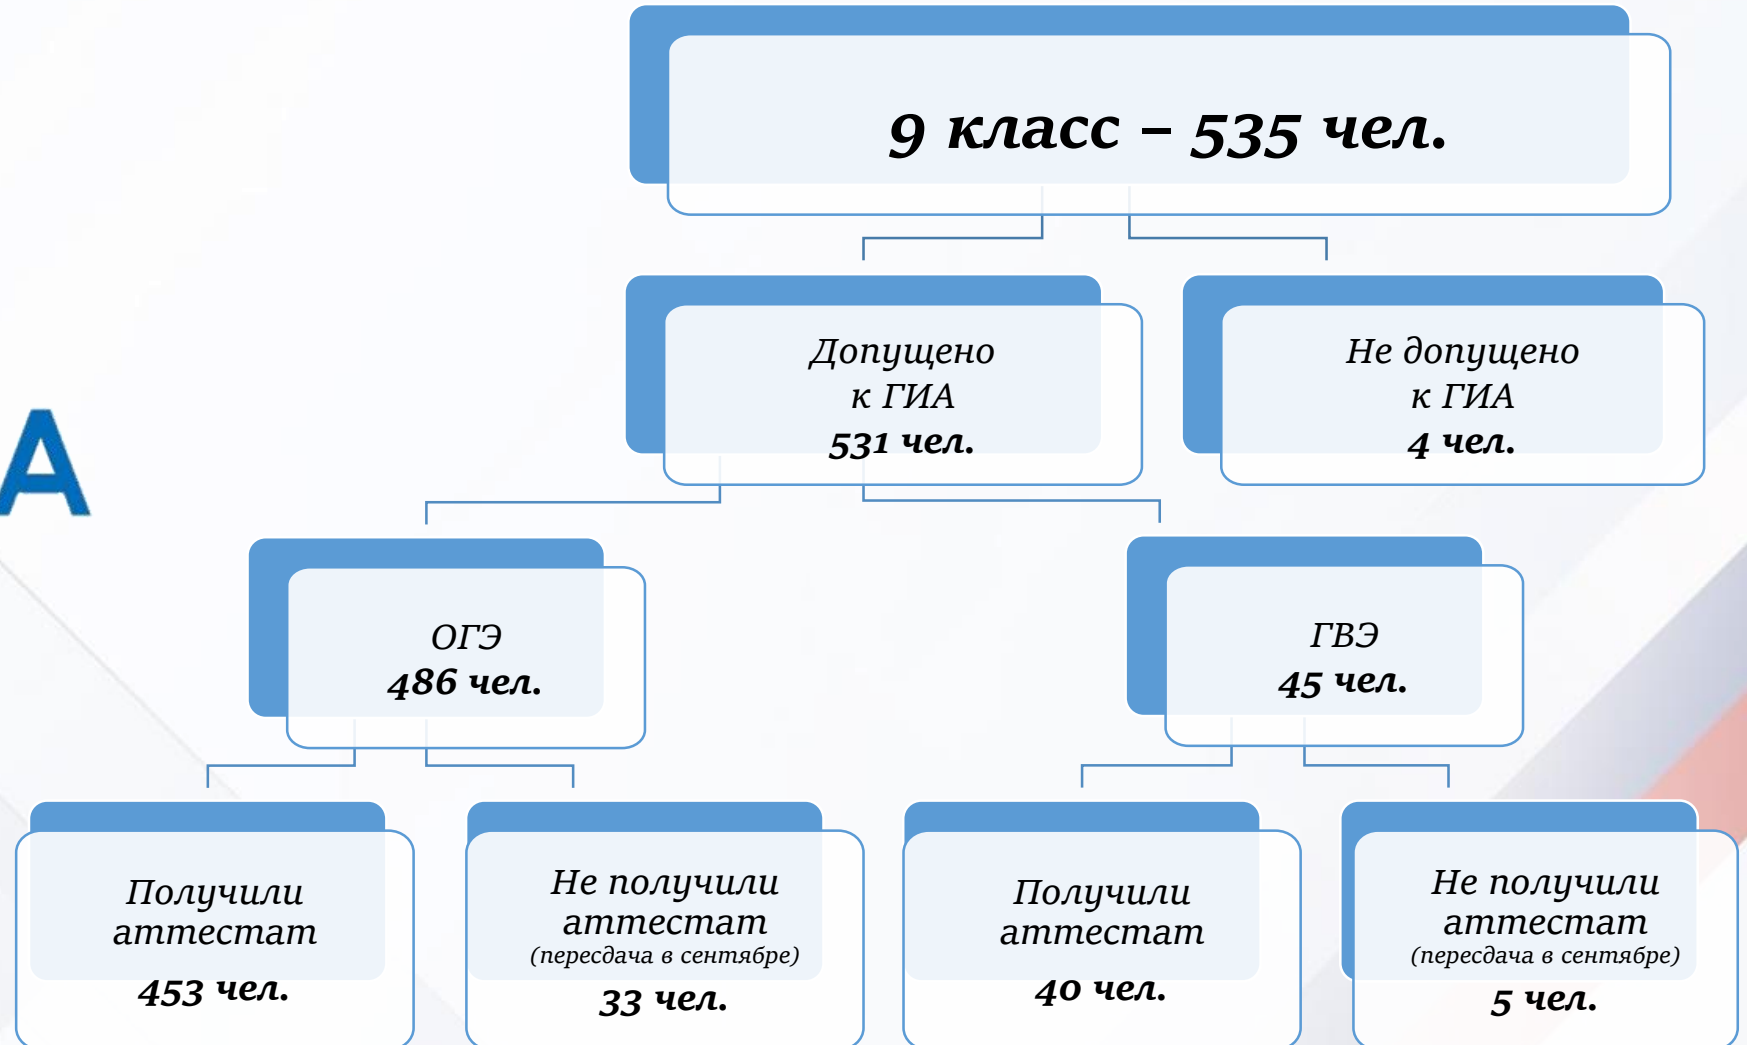 9 класс – 535 чел.
Допущено
к ГИА
531 чел.
Не допущено
к ГИА
4 чел.
А
ОГЭ
486 чел.
ГВЭ
45 чел.
Получили
аттестат
453 чел.
Не получили
аттестат
(пересдача в сентябре)
33 чел.
Получили
аттестат
40 чел.
Не получили
аттестат
(пересдача в сентябре)
5 чел.